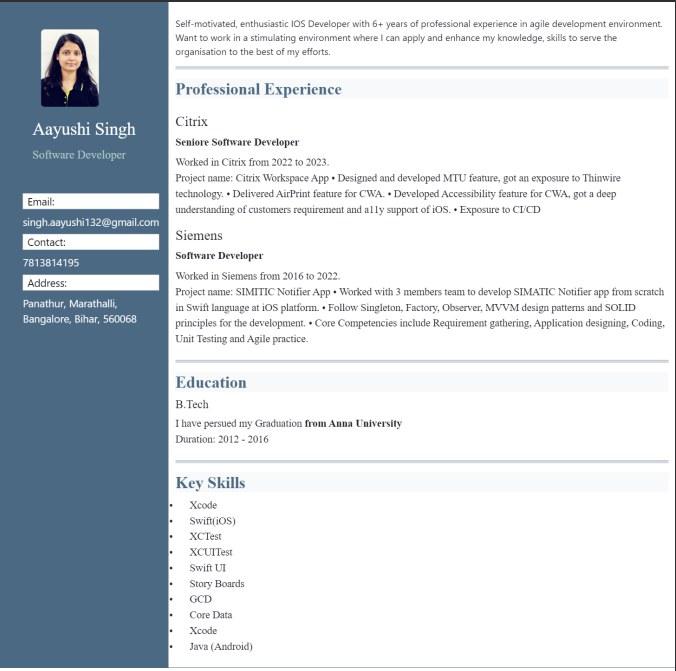 Aayushi Singh
Software Developer
Email:
singh.aayushi132@gmail.com
Contact:
7813814195
Address:
Panathur, Marathalli,
Bangalore, Bihar, 560068
Self-motivated, enthusiastic IOS Developer with 6+ years of professional experience in agile development environment.
Want to work in a stimulating environment where I can apply and enhance my knowledge, skills to serve the
organisation to the best of my efforts.
Professional Experience
Citrix
Seniore Software Developer
Worked in Citrix from 2022 to 2023.
Project name: Citrix Workspace App • Designed and developed MTU feature, got an exposure to Thinwire
technology. • Delivered AirPrint feature for CWA. • Developed Accessibility feature for CWA, got a deep
understanding of customers requirement and a11y support of iOS. • Exposure to CI/CD
Siemens
Software Developer
Worked in Siemens from 2016 to 2022.
Project name: SIMITIC Notifier App • Worked with 3 members team to develop SIMATIC Notifier app from scratch
in Swift language at iOS platform. • Follow Singleton, Factory, Observer, MVVM design patterns and SOLID
principles for the development. • Core Competencies include Requirement gathering, Application designing, Coding,
Unit Testing and Agile practice.
Education
B.Tech
I have persued my Graduation from Anna University
Duration: 2012 - 2016
Key Skills
• Xcode
• Swift(iOS)
• XCTest
• XCUITest
• Swift UI
• Story Boards
• GCD
• Core Data
• Xcode
• Java (Android)